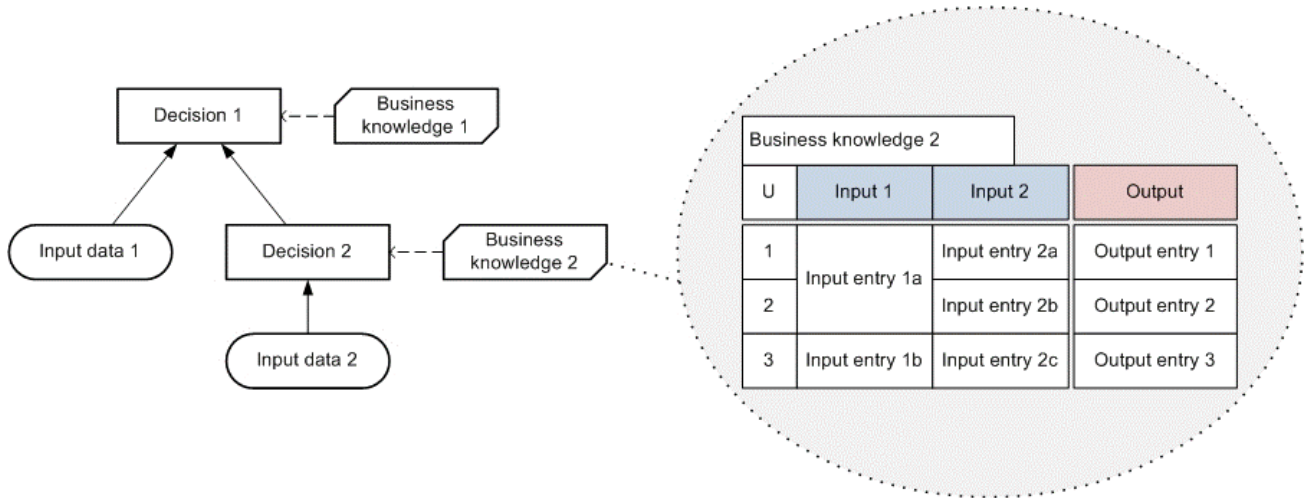 Decision 1
Business
knowledge 1
Input data 1
Decision 2
Business
knowledge 2
Input data 2
Business knowledge 2
U Input 1 Input 2 Output
1 Input entry 1a Input entry 2a Output entry 1
2 Input entry 2b Output entry 2
3 Input entry 1b Input entry 2c Output entry 3